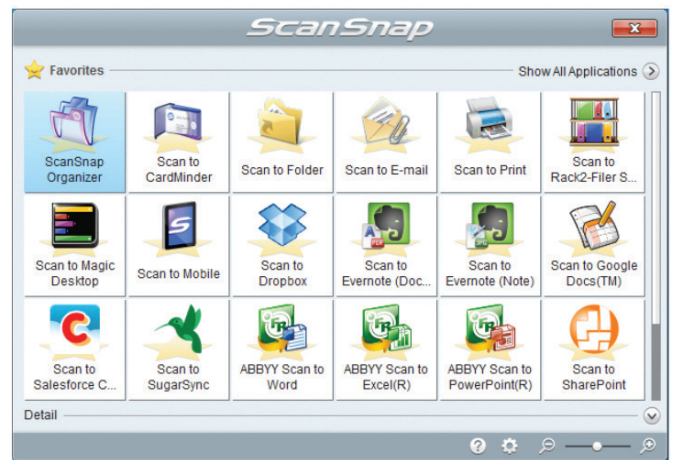 ScanSnap
Favorites
Show All Applications
ScanSnap
Organizer
Scan to
CardMinder
Scan to Folder
Scan to E-mail
Scan to Print
Scan to
Rack2-Filer S...
Scan to Magic
Desktop
Scan to Mobile
Scan to
Dropbox
Scan to
Evernote (Doc...
Scan to
Evernote (Note)
Scan to Google
Docs(TM)
Scan to
Salesforce C...
Scan to
SugarSync
ABBYY Scan to
Word
ABBYY Scan to
Excel(R)
ABBYY Scan to
PowerPoint(R)
Scan to
SharePoint
Detail